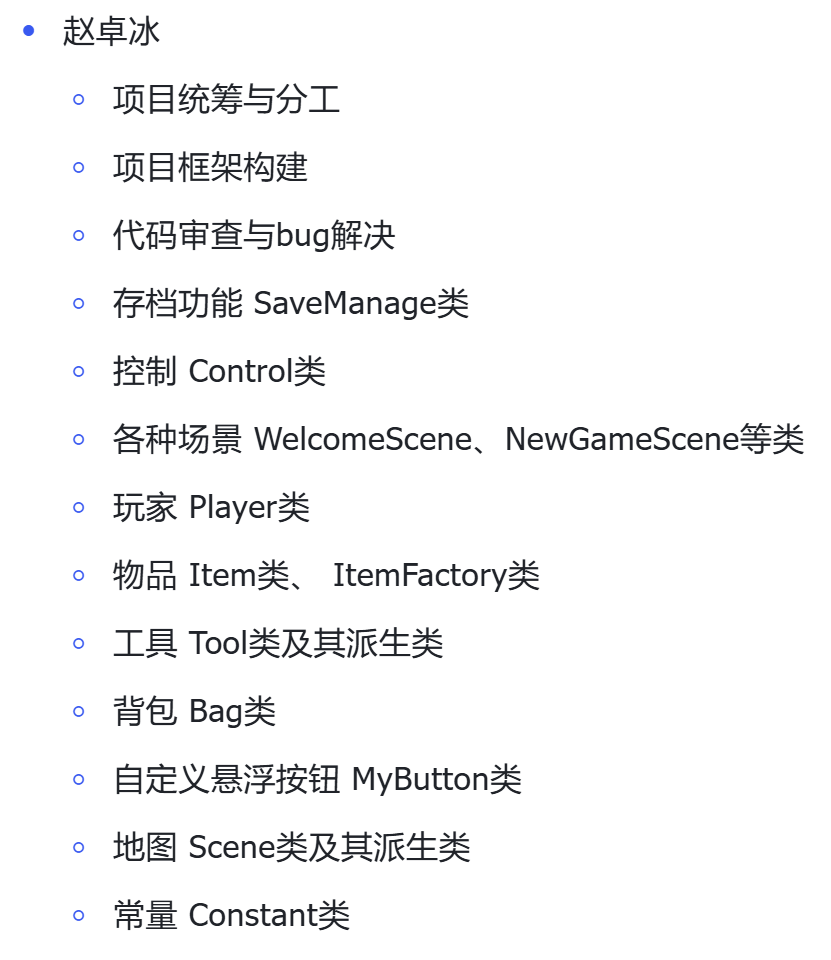 赵卓冰
项目统筹与分工
项目框架构建
代码审查与bug解决
存档功能 SaveManage类
控制 Control类
各种场景 WelcomeScene、NewGameScene等类
玩家 Player类
物品 Item类、 ItemFactory类
工具 Tool类及其派生类
背包 Bag类
自定义悬浮按钮 MyButton类
地图 Scene类及其派生类
常量 Constant类